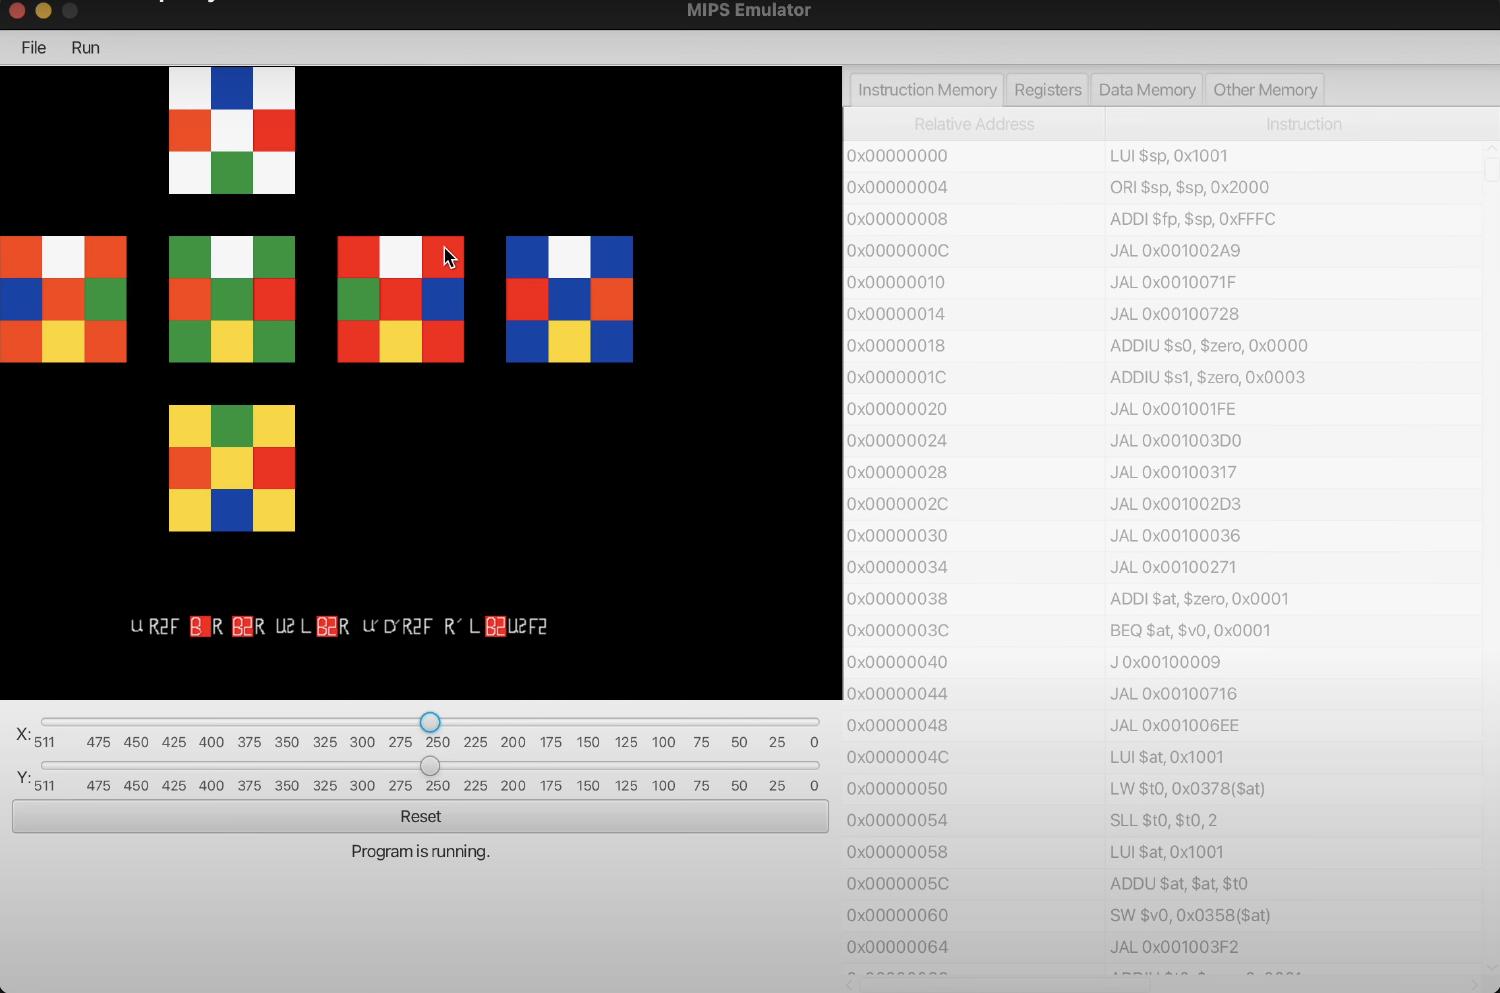 MIPS Emulator
File Run
Instruction Memory Registers Data Memory Other Memory
Relative Address Instruction
0x00000000 LUI $sp, 0x1001
0x00000004 ORI $sp, $sp, 0x2000
0x00000008 ADDI $fp, $sp, 0xFFFC
0x0000000C JAL 0x001002A9
0x00000010 JAL 0x0010071F
0x00000014 JAL 0x00100728
0x00000018 ADDIU $s0, $zero, 0x0000
0x0000001C ADDIU $s1, $zero, 0x0003
0x00000020 JAL 0x001001FE
0x00000024 JAL 0x001003D0
0x00000028 JAL 0x00100317
0x0000002C JAL 0x001002D3
0x00000030 JAL 0x00100036
0x00000034 JAL 0x00100271
0x00000038 ADDI $at, $zero, 0x0001
0x0000003C BEQ $at, $v0, 0x0001
0x00000040 J 0x00100009
0x00000044 JAL 0x00100716
0x00000048 JAL 0x001006EE
0x0000004C LUI $at, 0x1001
0x00000050 LW $t0, 0x0378($at)
0x00000054 SLL $t0, $t0, 2
0x00000058 LUI $at, 0x1001
0x0000005C ADDU $at, $at, $t0
0x00000060 SW $v0, 0x0358($at)
0x00000064 JAL 0x001003F2
U R2F B R B2R U2 L B2R U' D'R2F R' L B2U2F2
X: 511 475 450 425 400 375 350 325 300 275 250 225 200 175 150 125 100 75 50 25 0
Y: 511 475 450 425 400 375 350 325 300 275 250 225 200 175 150 125 100 75 50 25 0
Reset
Program is running.